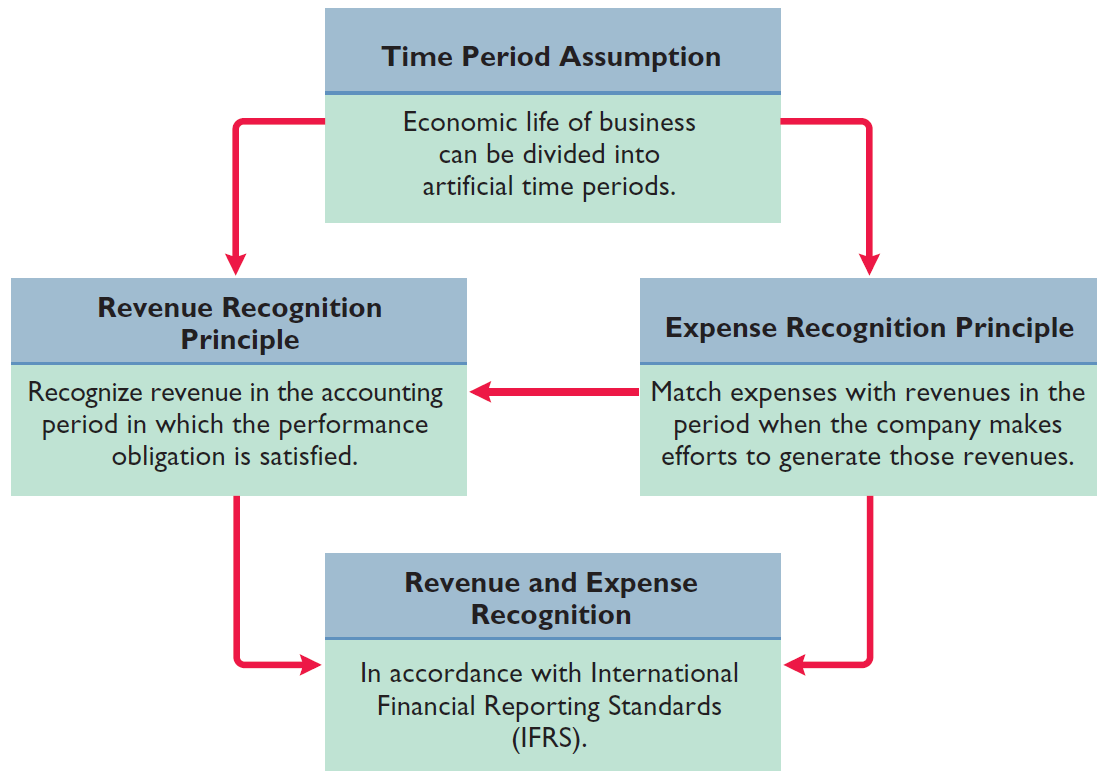 Time Period Assumption
Economic life of business
can be divided into
artificial time periods.
Revenue Recognition
Principle
Recognize revenue in the accounting
period in which the performance
obligation is satisfied.
Expense Recognition Principle
Match expenses with revenues in the
period when the company makes
efforts to generate those revenues.
Revenue and Expense
Recognition
In accordance with International
Financial Reporting Standards
(IFRS).